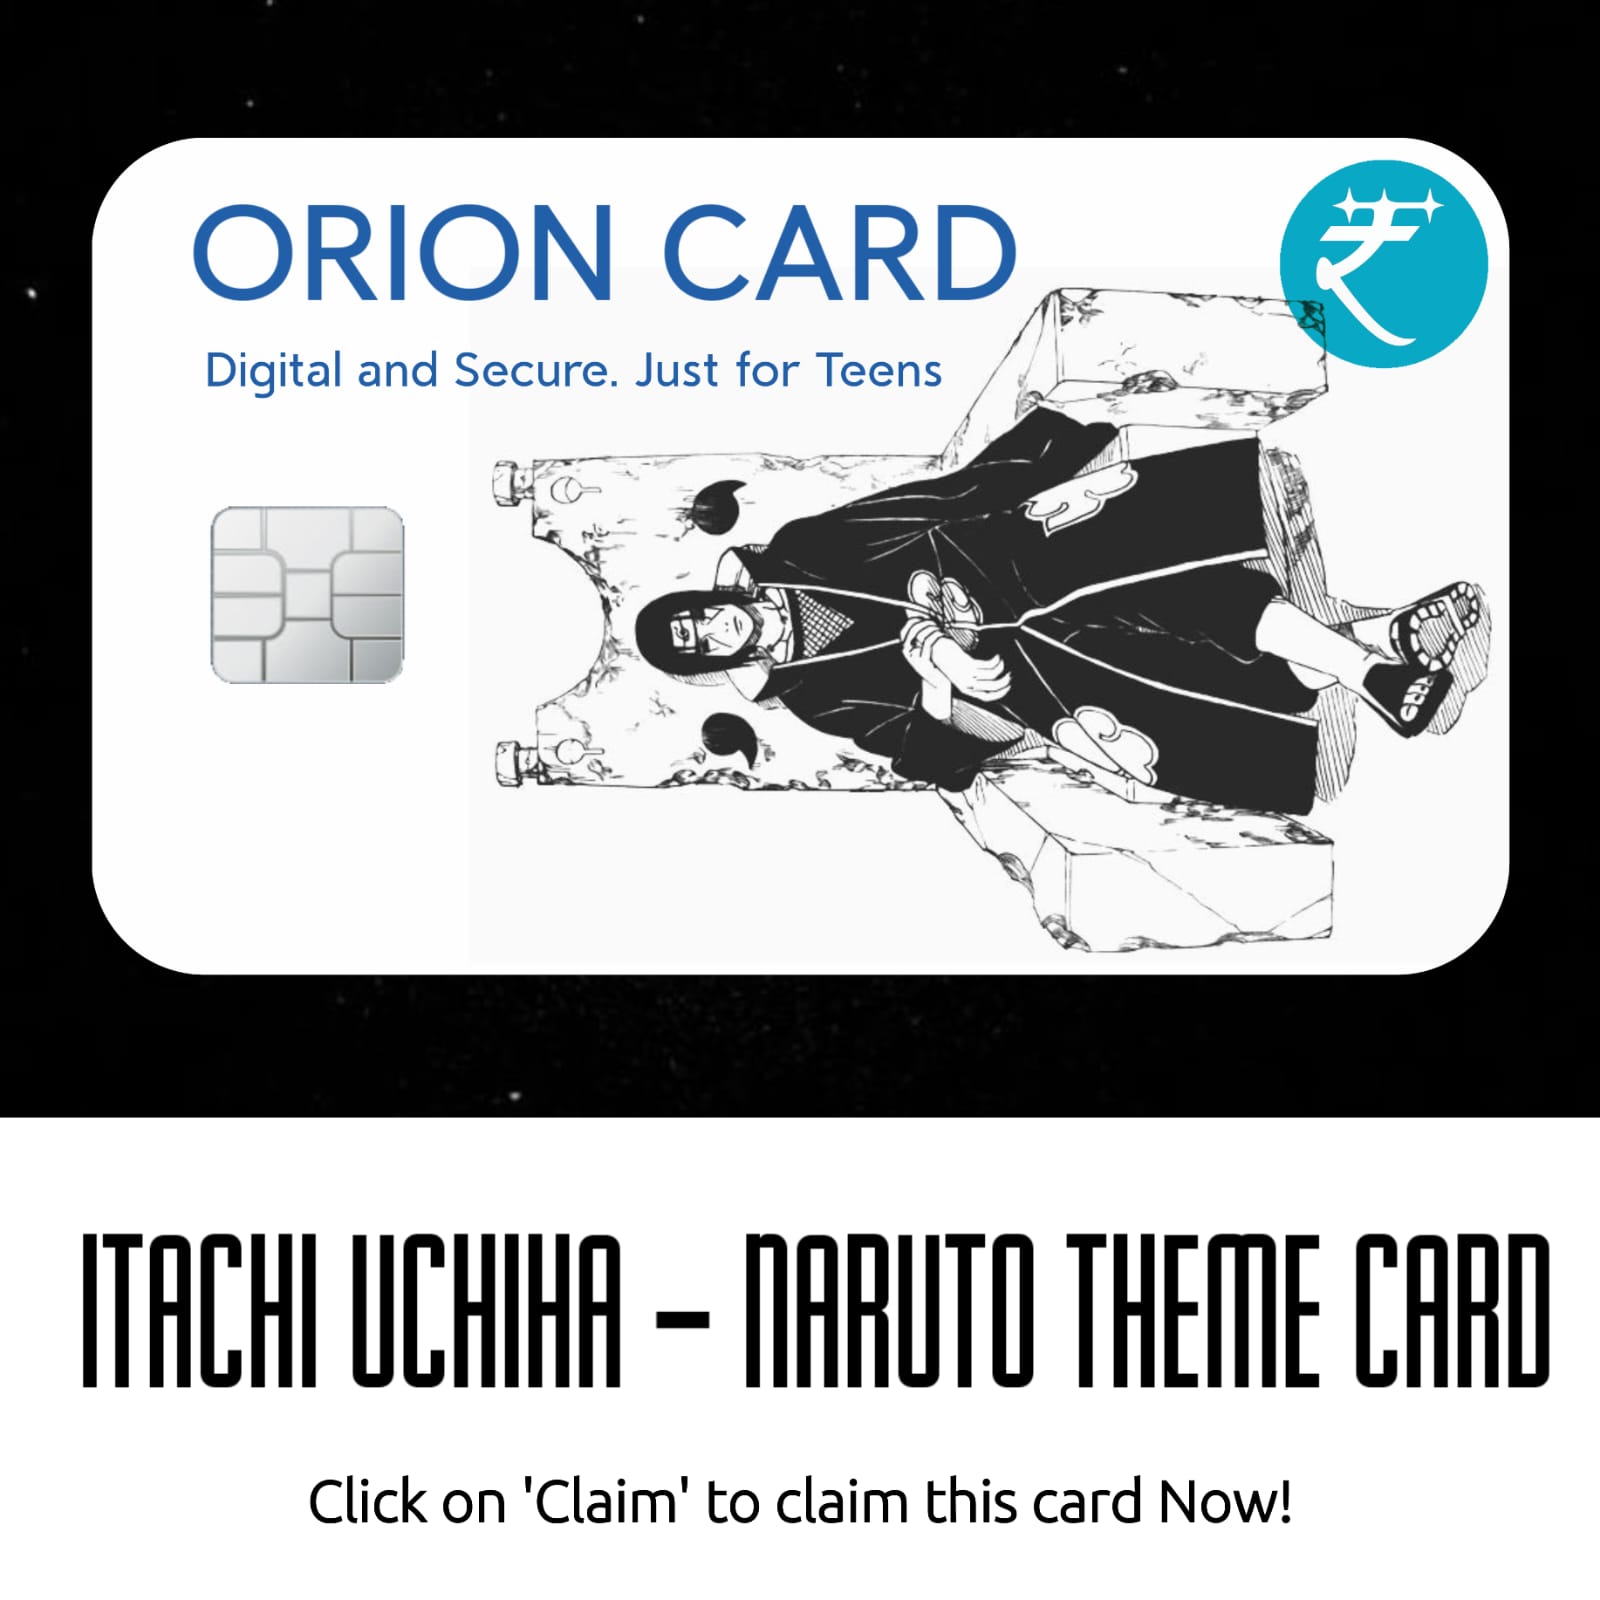 ORION CARD
Digital and Secure. Just for Teens
ITACHI UCHIHA – NARUTO THEME CARD
Click on 'Claim' to claim this card Now!